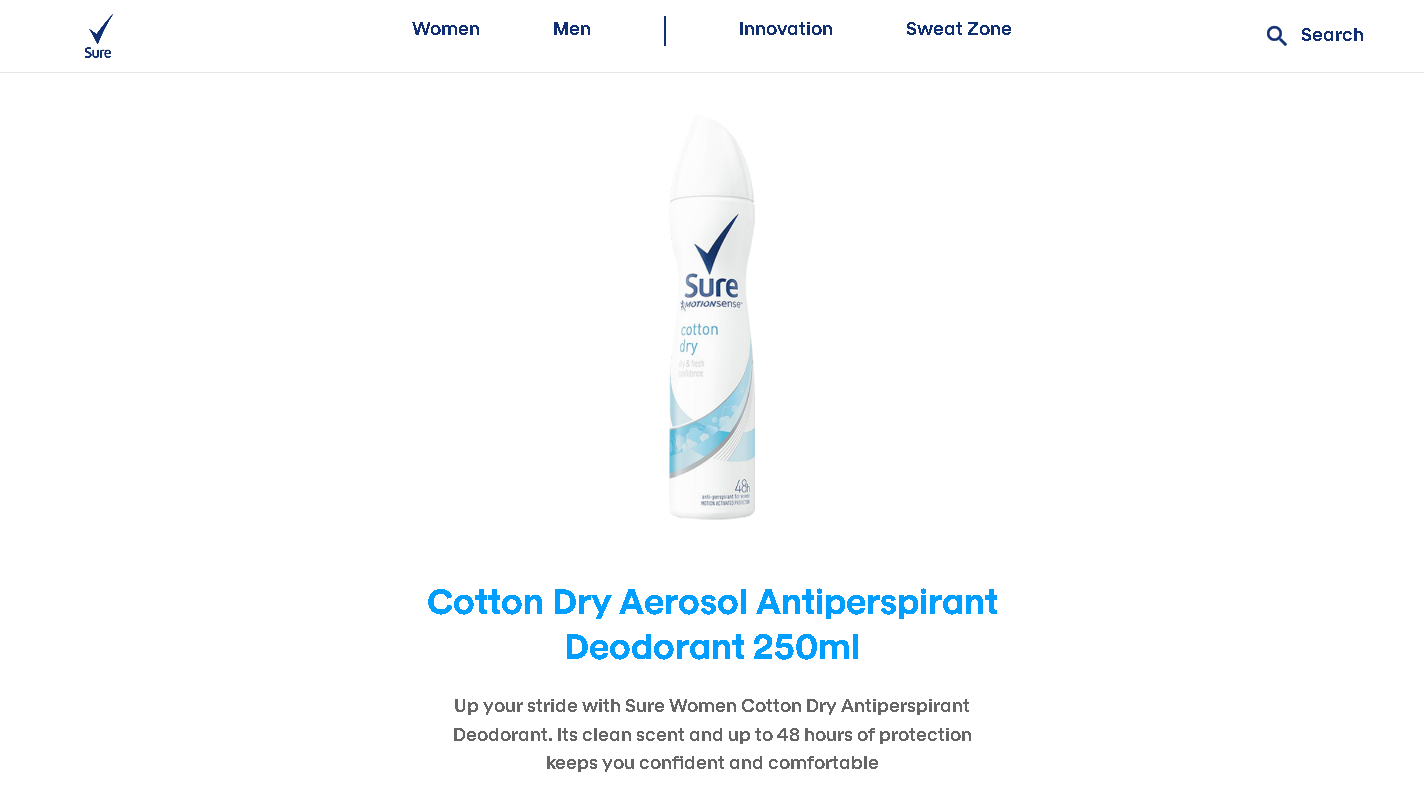 Sure
Women
Men
Innovation
Sweat Zone
Search
Sure
MOTIONsense
cotton
dry
dry & fresh
confidence
48h
anti-perspirant for women
MOTION ACTIVATED PROTECTION
Cotton Dry Aerosol Antiperspirant
Deodorant 250ml
Up your stride with Sure Women Cotton Dry Antiperspirant
Deodorant. Its clean scent and up to 48 hours of protection
keeps you confident and comfortable